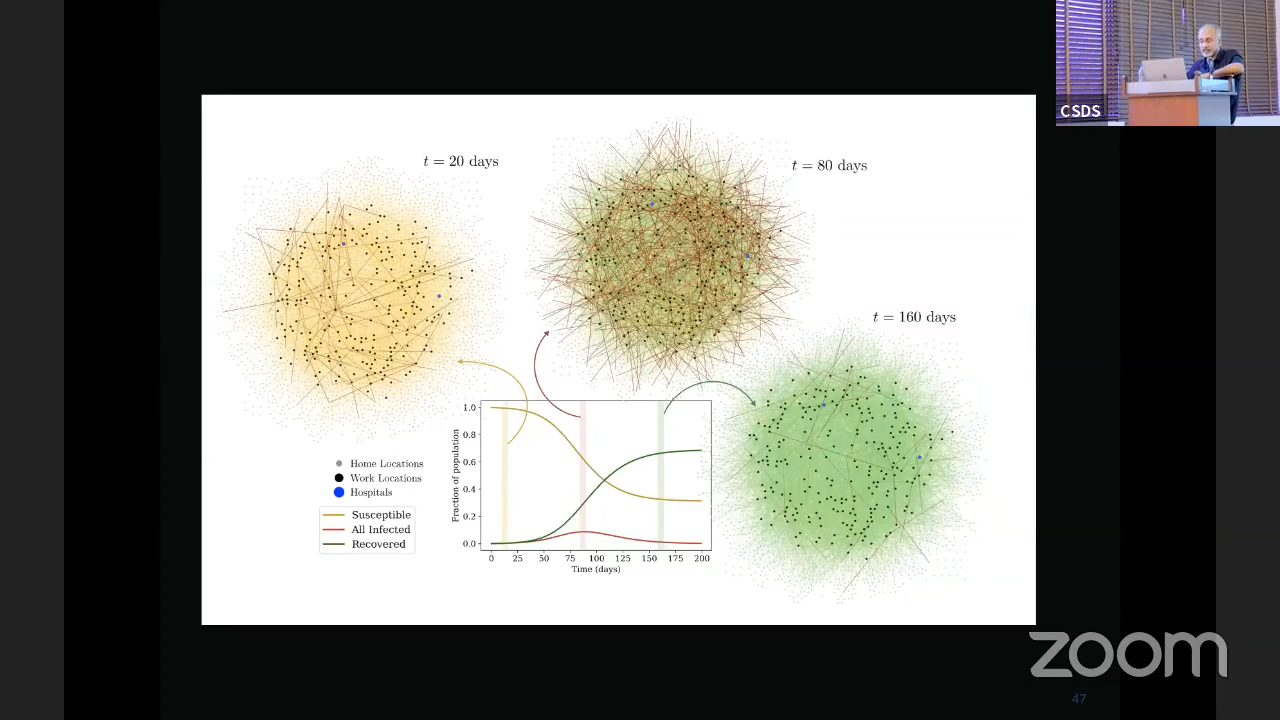 CSDS
t = 20 days
t = 80 days
t = 160 days
Home Locations
Work Locations
Hospitals
Susceptible
All Infected
Recovered
Fraction of population
1.0
0.8
0.6
0.4
0.2
0.0
0 25 50 75 100 125 150 175 200
Time (days)
zoom
47